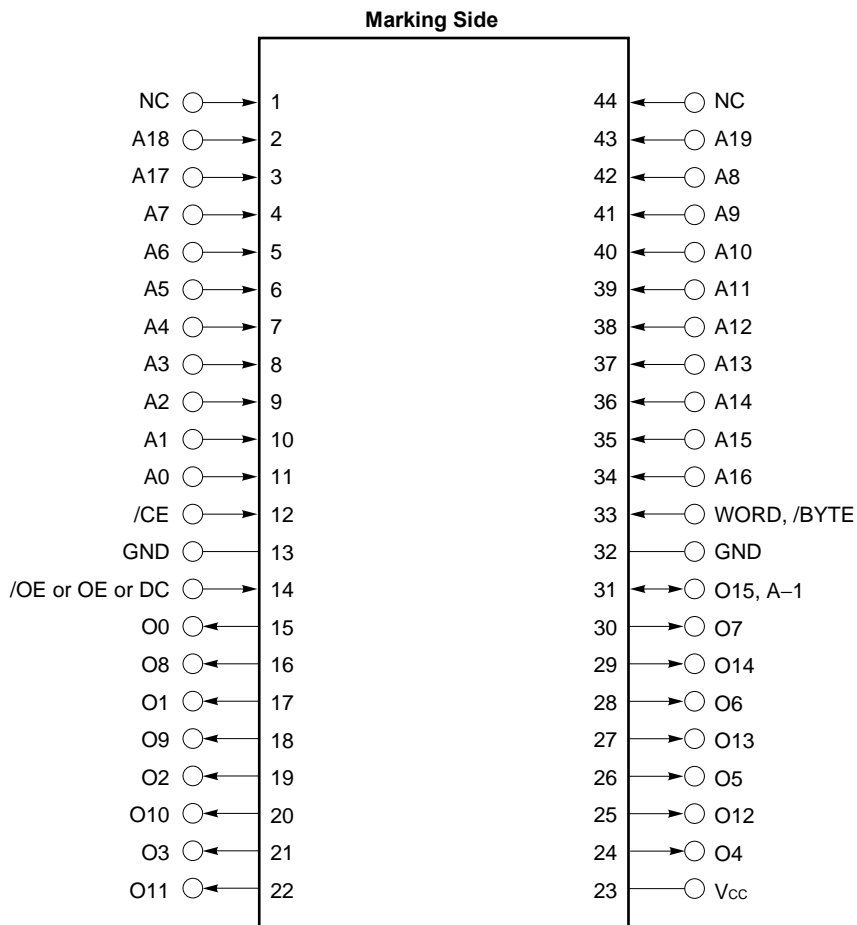 Marking Side
NC 1 44 NC
A18 2 43 A19
A17 3 42 A8
A7 4 41 A9
A6 5 40 A10
A5 6 39 A11
A4 7 38 A12
A3 8 37 A13
A2 9 36 A14
A1 10 35 A15
A0 11 34 A16
/CE 12 33 WORD, /BYTE
GND 13 32 GND
/OE or OE or DC 14 31 O15, A−1
O0 15 30 O7
O8 16 29 O14
O1 17 28 O6
O9 18 27 O13
O2 19 26 O5
O10 20 25 O12
O3 21 24 O4
O11 22 23 Vcc